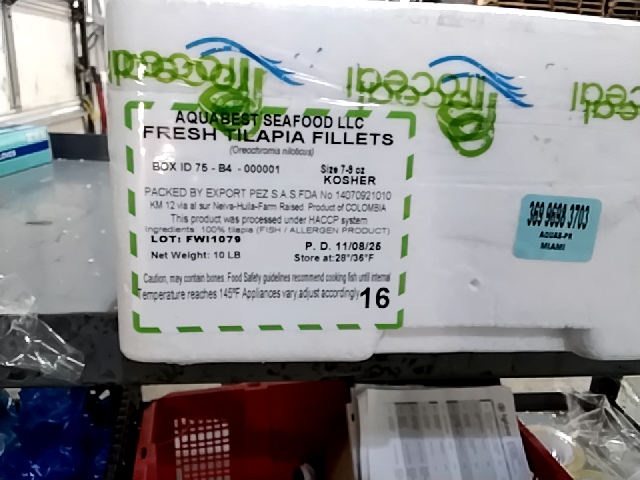 AQUABEST SEAFOOD LLC
FRESH TILAPIA FILLETS
(Oreochromis niloticus)
BOX ID 75 - B4 - 000001
Size 7-8 oz
KOSHER
PACKED BY EXPORT PEZ S.A.S FDA No 14070921010
KM 12 via al sur Neiva-Huila-Farm Raised. Product of COLOMBIA
This product was processed under HACCP system
Ingredients: 100% tilapia (FISH / ALLERGEN PRODUCT)
LOT: FWI1079
P. D. 11/08/25
Net Weight: 10 LB
Store at:28°/36°F
Caution, may contain bones. Food Safety guidelines recommend cooking fish until internal
Temperature reaches 145ºF Appliances vary,adjust accordingly
16
369 9698 3703
AQUAS-PR
MIAMI